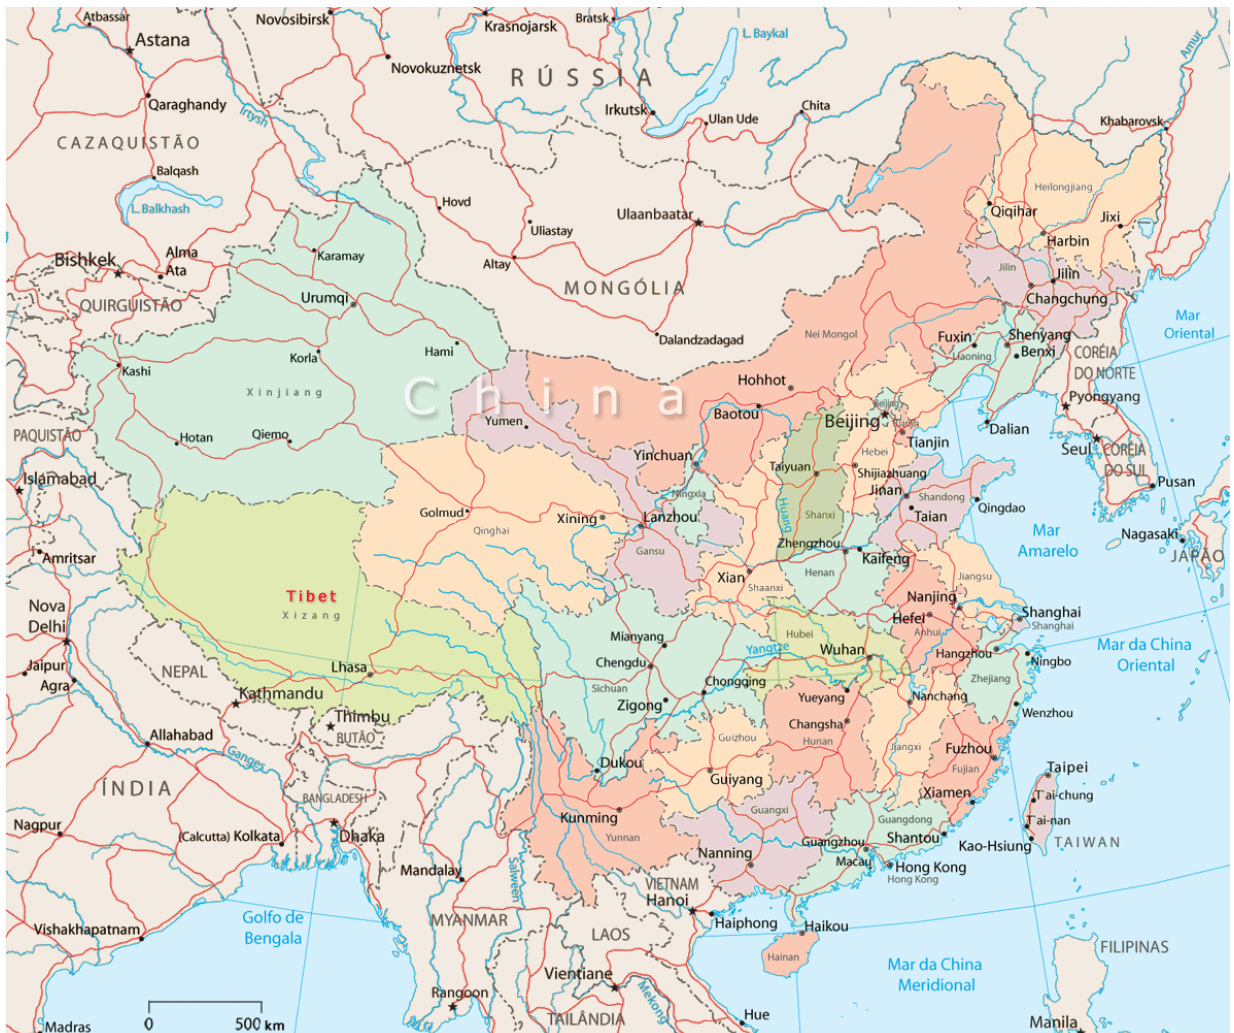 Atbassar
Astana
Novosibirsk
Krasnojarsk
Bratsk
L. Baykal
Amur
Novokuznetsk
RÚSSIA
Qaraghandy
Irtysh
Irkutsk
Ulan Ude
Chita
Khabarovsk
CAZAQUISTÃO
Balqash
L. Balkhash
Hovd
Uliastay
Ulaanbaatar
Heilongjiang
Qiqihar
Jixi
Harbin
Bishkek
Alma
Ata
Karamay
Altay
MONGÓLIA
Jilin
Jilin
Changchung
QUIRGUISTÃO
Urumqi
Dalandzadagad
Nei Mongol
Fuxin
Shenyang
Liaoning
Benxi
Mar
Oriental
CORÉIA
DO NORTE
Kashi
Korla
Hami
Xinjiang
China
Hohhot
Baotou
Beijing
Beijing
Tianjin
Tianjin
Pyongyang
Dalian
Seul
CORÉIA
DO SUL
PAQUISTÃO
Hotan
Qiemo
Yumen
Yinchuan
Hebei
Taiyuan
Shijiazhuang
Islamabad
Pusan
Golmud
Qinghai
Xining
Lanzhou
Ningxia
Huang
Shanxi
Jinan
Shandong
Taian
Qingdao
Mar
Amarelo
Nagasaki
JAPÃO
Amritsar
Gansu
Zhengzhou
Kaifeng
Xian
Shaanxi
Henan
Jiangsu
Nova
Delhi
Tibet
Xizang
Nanjing
Hefei
Anhui
Shanghai
Shanghai
Mar da China
Oriental
Jaipur
Agra
NEPAL
Lhasa
Mianyang
Chengdu
Sichuan
Zigong
Chongqing
Hubei
Yangtze
Wuhan
Hangzhou
Ningbo
Zhejiang
Kathmandu
Thimbu
BUTÃO
Yueyang
Nanchang
Wenzhou
Changsha
Hunan
Guizhou
Jiangxi
Fuzhou
Fujian
Allahabad
Ganges
ÍNDIA
Dukou
Guiyang
Taipei
Xiamen
T'ai-chung
T'ai-nan
Kao-Hsiung
TAIWAN
BANGLADESH
Nagpur
(Calcutta) Kolkata
Dhaka
Kunming
Yunnan
Guangxi
Guangdong
Guangzhou
Shantou
Macau
Hong Kong
Hong Kong
Nanning
Mandalay
Salween
VIETNAM
Hanoi
Haiphong
Haikou
Hainan
Golfo de
Bengala
Vishakhapatnam
MYANMAR
LAOS
FILIPINAS
Mar da China
Meridional
Vientiane
Mekong
Rangoon
TAILÂNDIA
Hue
Manila
0 500 km
Madras